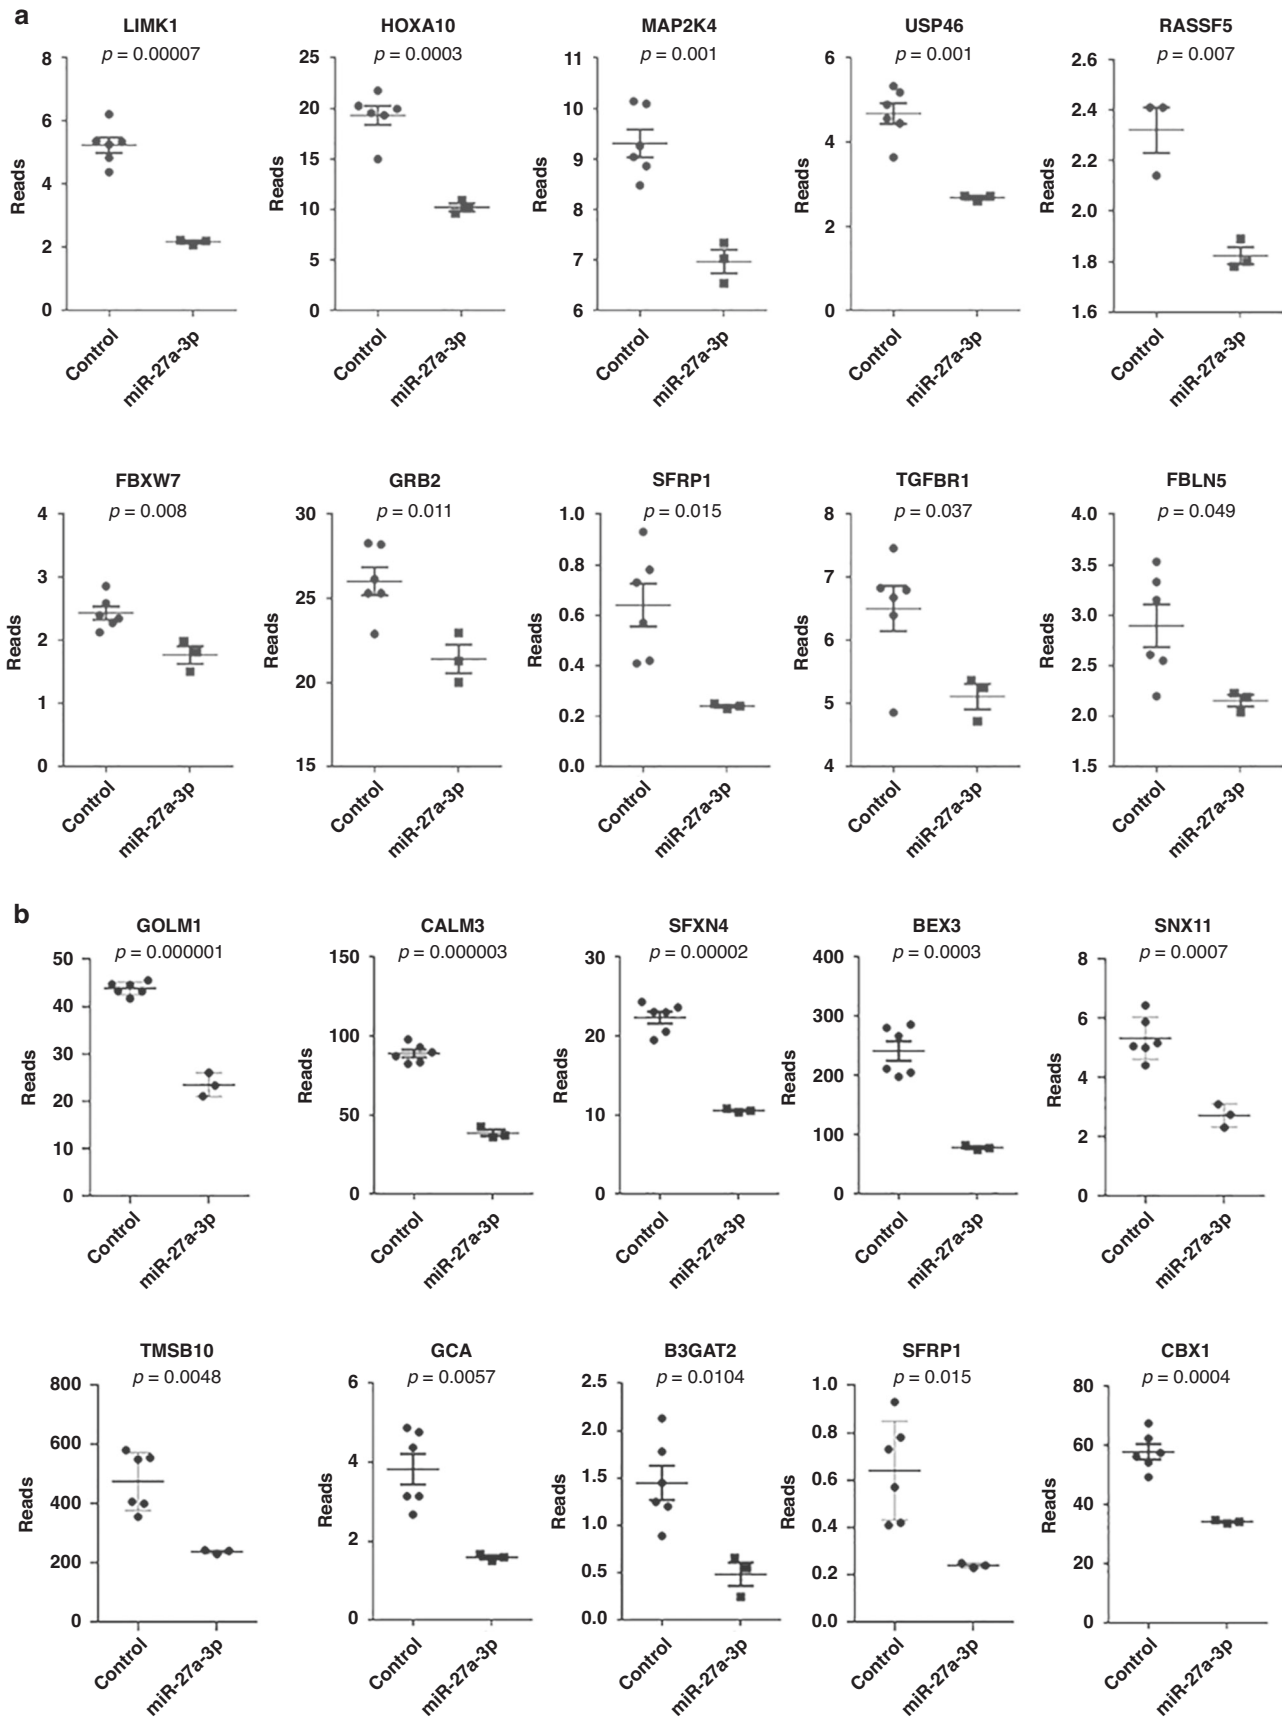 a
LIMK1
p = 0.00007
Reads
8
6
4
2
0
Control
miR-27a-3p
HOXA10
p = 0.0003
Reads
25
20
15
10
5
0
Control
miR-27a-3p
MAP2K4
p = 0.001
Reads
11
10
9
8
7
6
Control
miR-27a-3p
USP46
p = 0.001
Reads
6
4
2
0
Control
miR-27a-3p
RASSF5
p = 0.007
Reads
2.6
2.4
2.2
2.0
1.8
1.6
Control
miR-27a-3p
FBXW7
p = 0.008
Reads
4
3
2
1
0
Control
miR-27a-3p
GRB2
p = 0.011
Reads
30
25
20
15
Control
miR-27a-3p
SFRP1
p = 0.015
Reads
1.0
0.8
0.6
0.4
0.2
0.0
Control
miR-27a-3p
TGFBR1
p = 0.037
Reads
8
7
6
5
4
Control
miR-27a-3p
FBLN5
p = 0.049
Reads
4.0
3.5
3.0
2.5
2.0
1.5
Control
miR-27a-3p
b
GOLM1
p = 0.000001
Reads
50
40
30
20
10
0
Control
miR-27a-3p
CALM3
p = 0.000003
Reads
150
100
50
0
Control
miR-27a-3p
SFXN4
p = 0.00002
Reads
30
20
10
0
Control
miR-27a-3p
BEX3
p = 0.0003
Reads
400
300
200
100
0
Control
miR-27a-3p
SNX11
p = 0.0007
Reads
8
6
4
2
0
Control
miR-27a-3p
TMSB10
p = 0.0048
Reads
800
600
400
200
0
Control
miR-27a-3p
GCA
p = 0.0057
Reads
6
4
2
0
Control
miR-27a-3p
B3GAT2
p = 0.0104
Reads
2.5
2.0
1.5
1.0
0.5
0.0
Control
miR-27a-3p
SFRP1
p = 0.015
Reads
1.0
0.8
0.6
0.4
0.2
0.0
Control
miR-27a-3p
CBX1
p = 0.0004
Reads
80
60
40
20
0
Control
miR-27a-3p